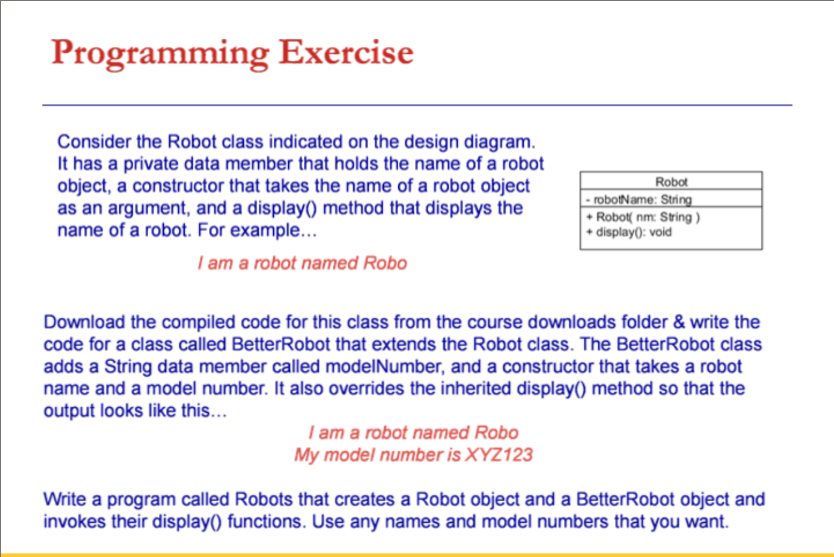 Programming Exercise
Consider the Robot class indicated on the design diagram.
It has a private data member that holds the name of a robot
object, a constructor that takes the name of a robot object
as an argument, and a display() method that displays the
name of a robot. For example…
I am a robot named Robo
Robot
- robotName: String
+ Robot( nm: String )
+ display(): void
Download the compiled code for this class from the course downloads folder & write the
code for a class called BetterRobot that extends the Robot class. The BetterRobot class
adds a String data member called modelNumber, and a constructor that takes a robot
name and a model number. It also overrides the inherited display() method so that the
output looks like this…
I am a robot named Robo
My model number is XYZ123
Write a program called Robots that creates a Robot object and a BetterRobot object and
invokes their display() functions. Use any names and model numbers that you want.